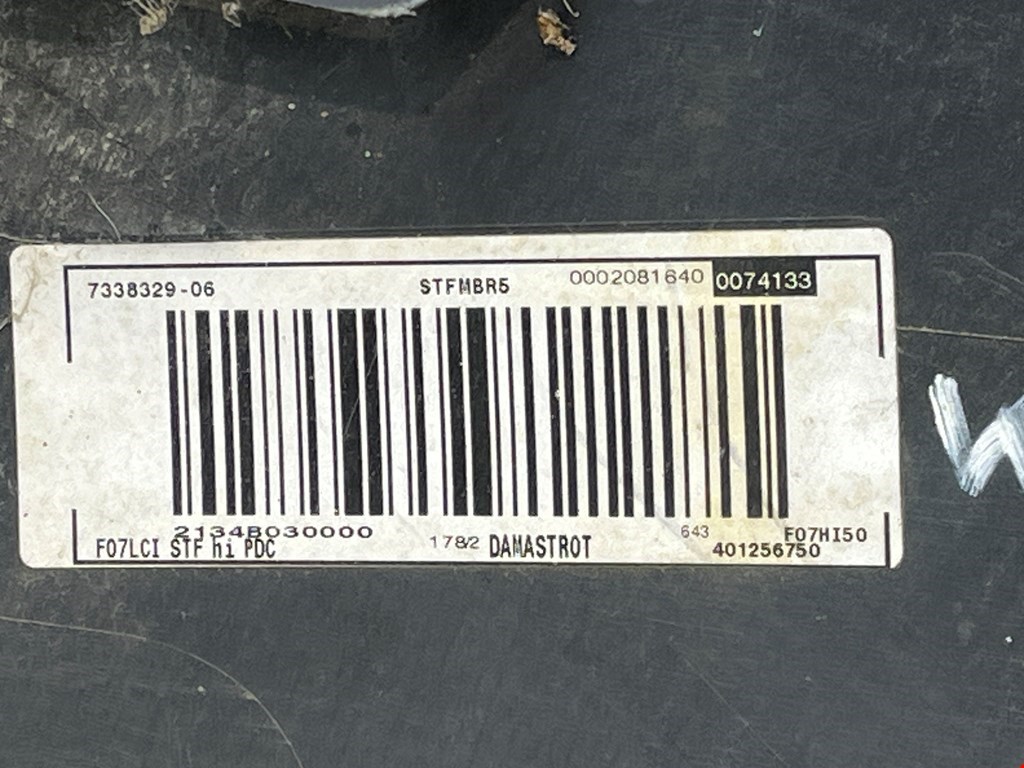 7338329-06 STFMBR5 0002081640 0074133
2134B030000 643 F07HI50
F07LCI STF hi PDC 178/2 DAMASTROT 401256750